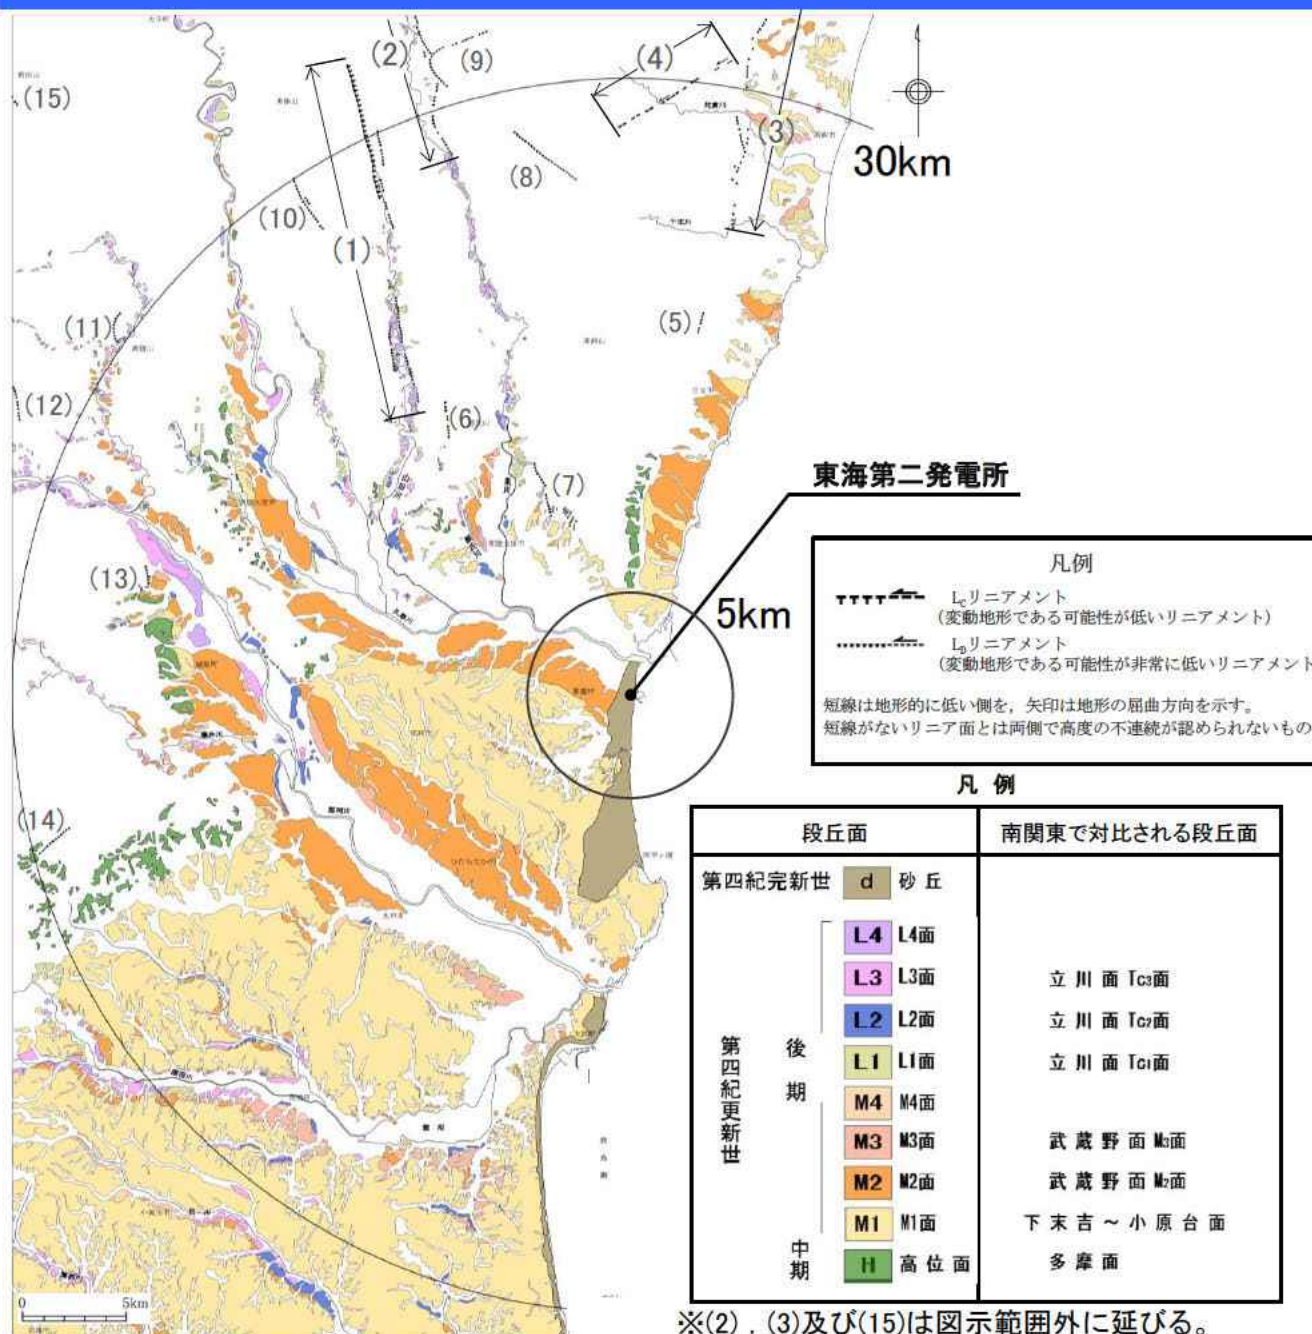 (15)
(2)
(9)
(4)
(3)
30km
(8)
(10)
(1)
(11)
(5)
(12)
(6)
(7)
東海第二発電所
(13)
5km
凡例
LCリニアメント
(変動地形である可能性が低いリニアメント)
LDリニアメント
(変動地形である可能性が非常に低いリニアメント
短線は地形的に低い側を，矢印は地形の屈曲方向を示す。
短線がないリニア面とは両側で高度の不連続が認められないもの
(14)
凡 例
段丘面 南関東で対比される段丘面
第四紀完新世 d 砂丘
第四紀更新世
後期
L4 L4面
L3 L3面 立川面 Tc3面
L2 L2面 立川面 Tc2面
L1 L1面 立川面 Tc1面
M4 M4面
M3 M3面 武蔵野面 M3面
M2 M2面 武蔵野面 M2面
M1 M1面 下末吉～小原台面
中期
H 高位面 多摩面
0 5km
※(2)，(3)及び(15)は図示範囲外に延びる。